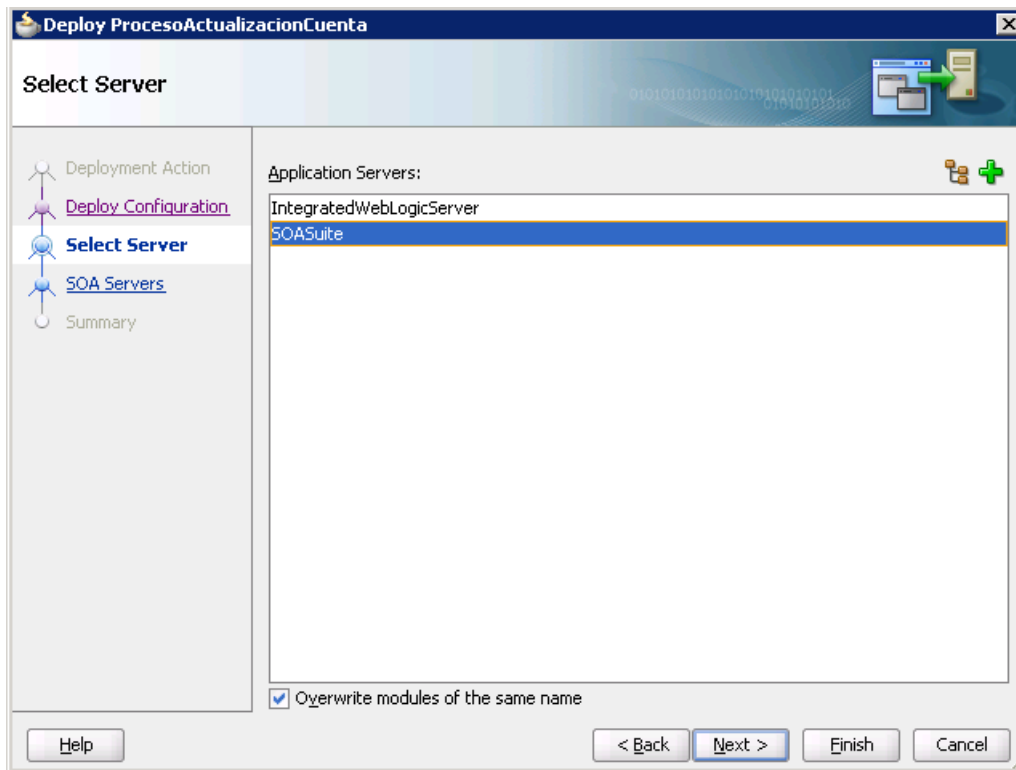 Deploy ProcesoActualizacionCuenta
Select Server
Deployment Action
Deploy Configuration
Select Server
SOA Servers
Summary
Application Servers:
IntegratedWebLogicServer
SOASuite
Overwrite modules of the same name
Help
< Back
Next >
Finish
Cancel